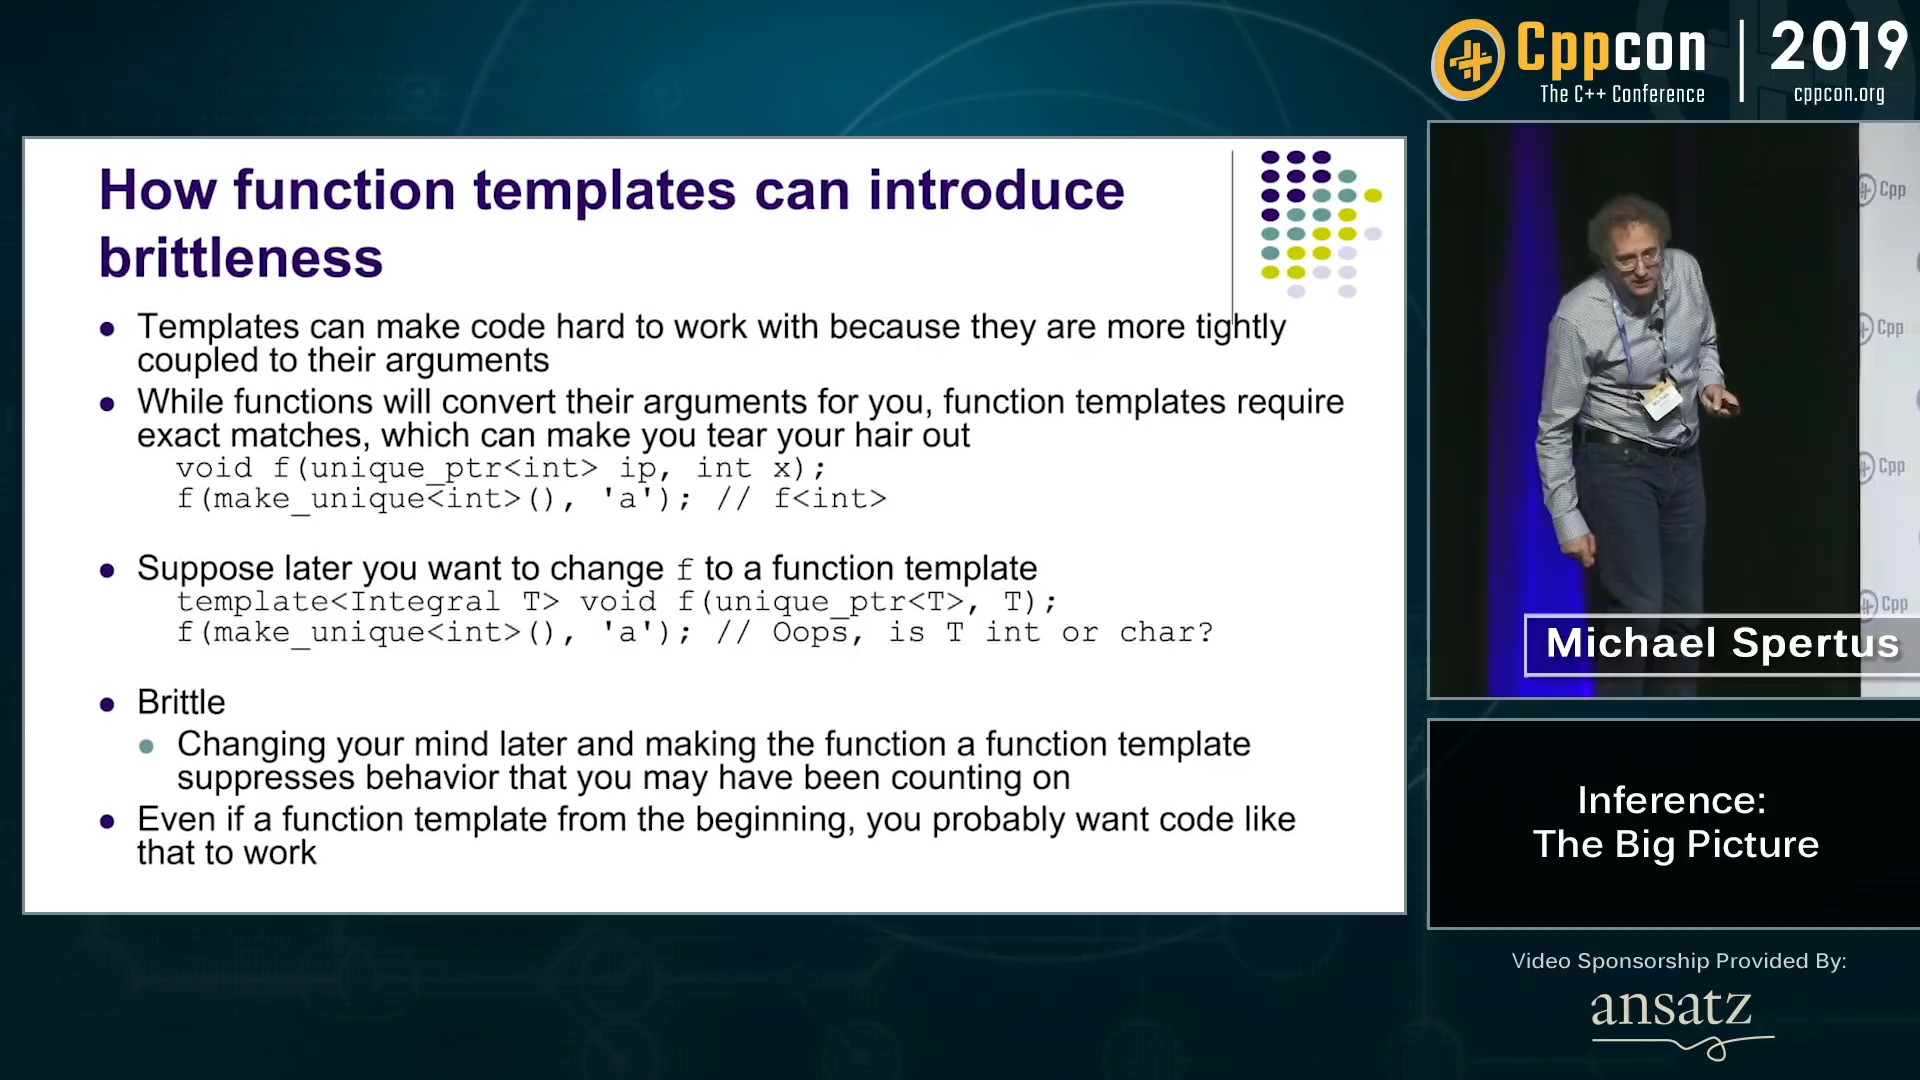 Cppcon
The C++ Conference
2019
cppcon.org
How function templates can introduce
brittleness
Templates can make code hard to work with because they are more tightly
coupled to their arguments
While functions will convert their arguments for you, function templates require
exact matches, which can make you tear your hair out
void f(unique_ptr<int> ip, int x);
f(make_unique<int>(), 'a'); // f<int>
Suppose later you want to change f to a function template
template<Integral T> void f(unique_ptr<T>, T);
f(make_unique<int>(), 'a'); // Oops, is T int or char?
Brittle
Changing your mind later and making the function a function template
suppresses behavior that you may have been counting on
Even if a function template from the beginning, you probably want code like
that to work
Cpp
Cpp
Cpp
Cpp
Michael Spertus
Inference:
The Big Picture
Video Sponsorship Provided By:
ansatz